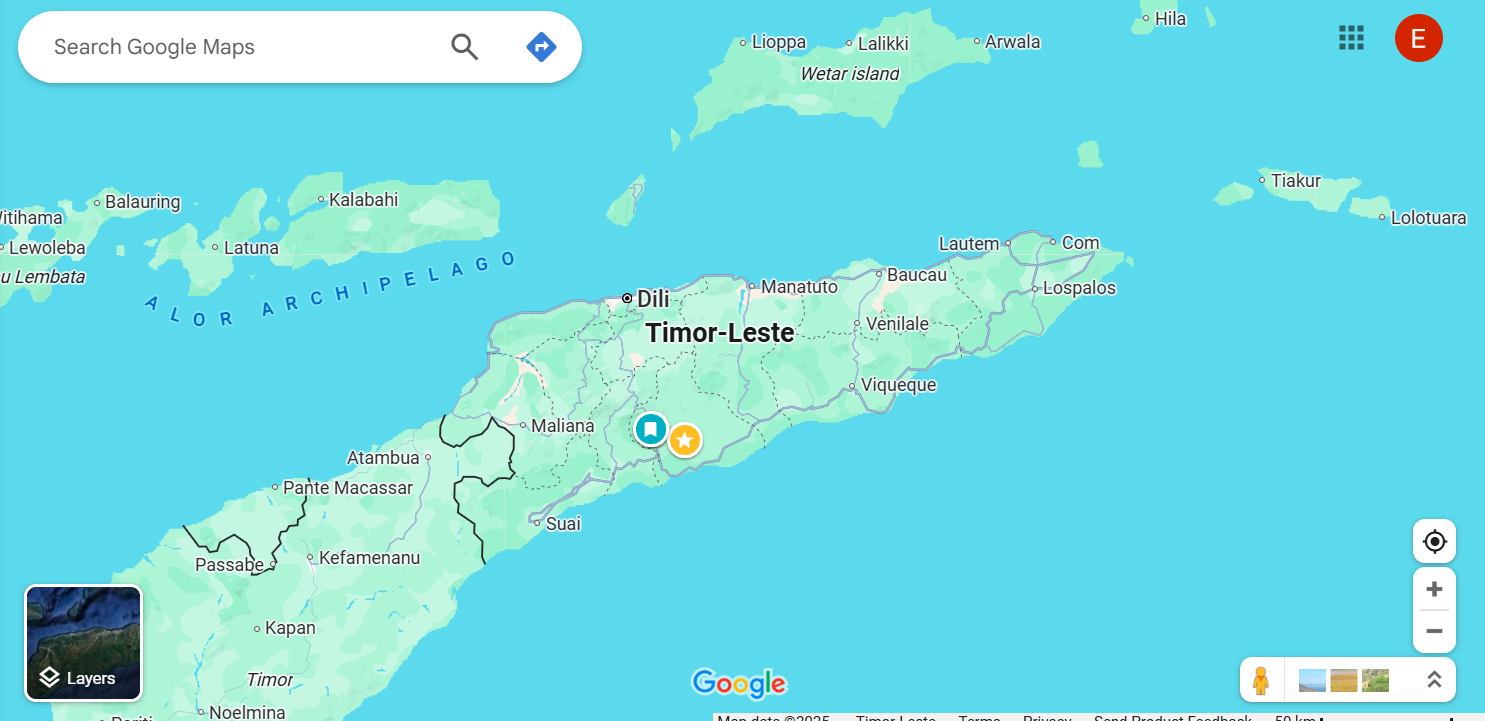 Search Google Maps
E
Hila
Lioppa
Lalikki
Arwala
Wetar island
Tiakur
Lolotuara
Balauring
Kalabahi
Witihama
Lewoleba
Latuna
u Lembata
ALOR ARCHIPELAGO
Lautem
Com
Baucau
Lospalos
Manatuto
Dili
Timor-Leste
Venilale
Viqueque
Maliana
Atambua
Pante Macassar
Suai
Kefamenanu
Passabe
Kapan
Timor
Noelmina
Layers
Google
Map data ©2025 Timor-Leste Terms Privacy Send Product Feedback 50 km